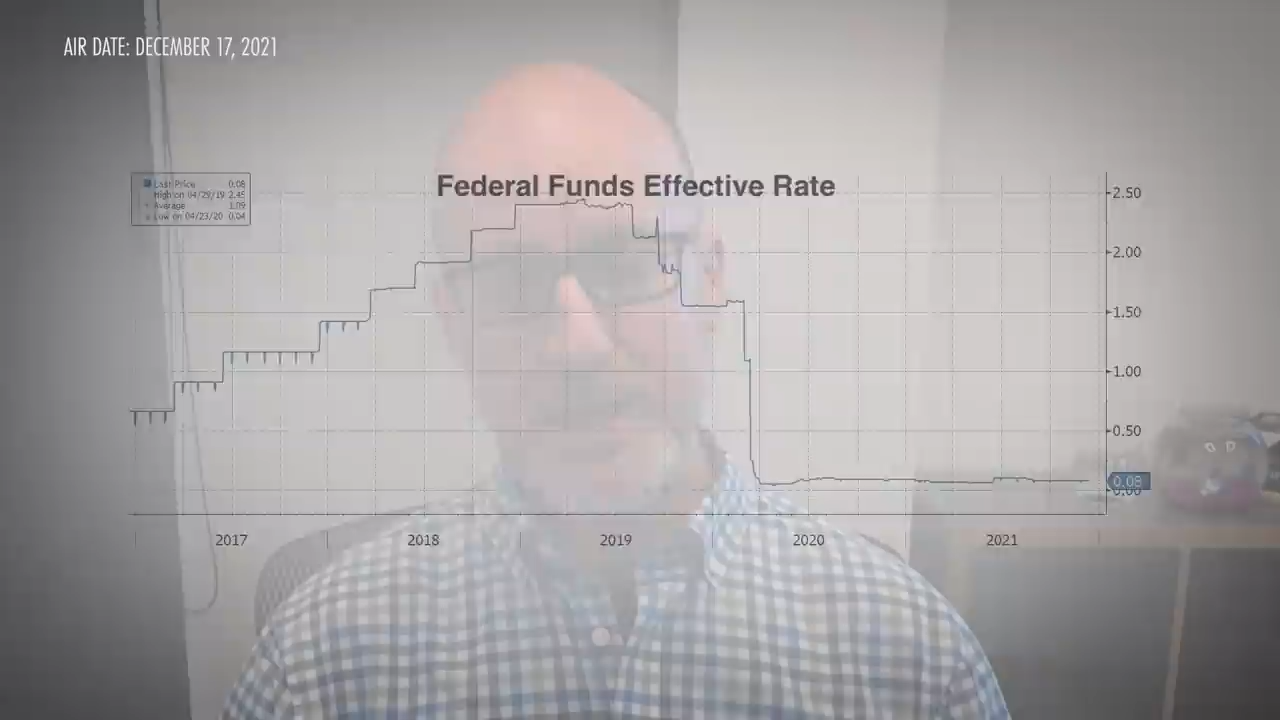 AIR DATE: DECEMBER 17, 2021
Federal Funds Effective Rate
Last Price 0.08
High on 04/29/19 2.45
Average 1.09
Low on 04/23/20 0.04
2.50
2.00
1.50
1.00
0.50
0.08
0.00
2017 2018 2019 2020 2021